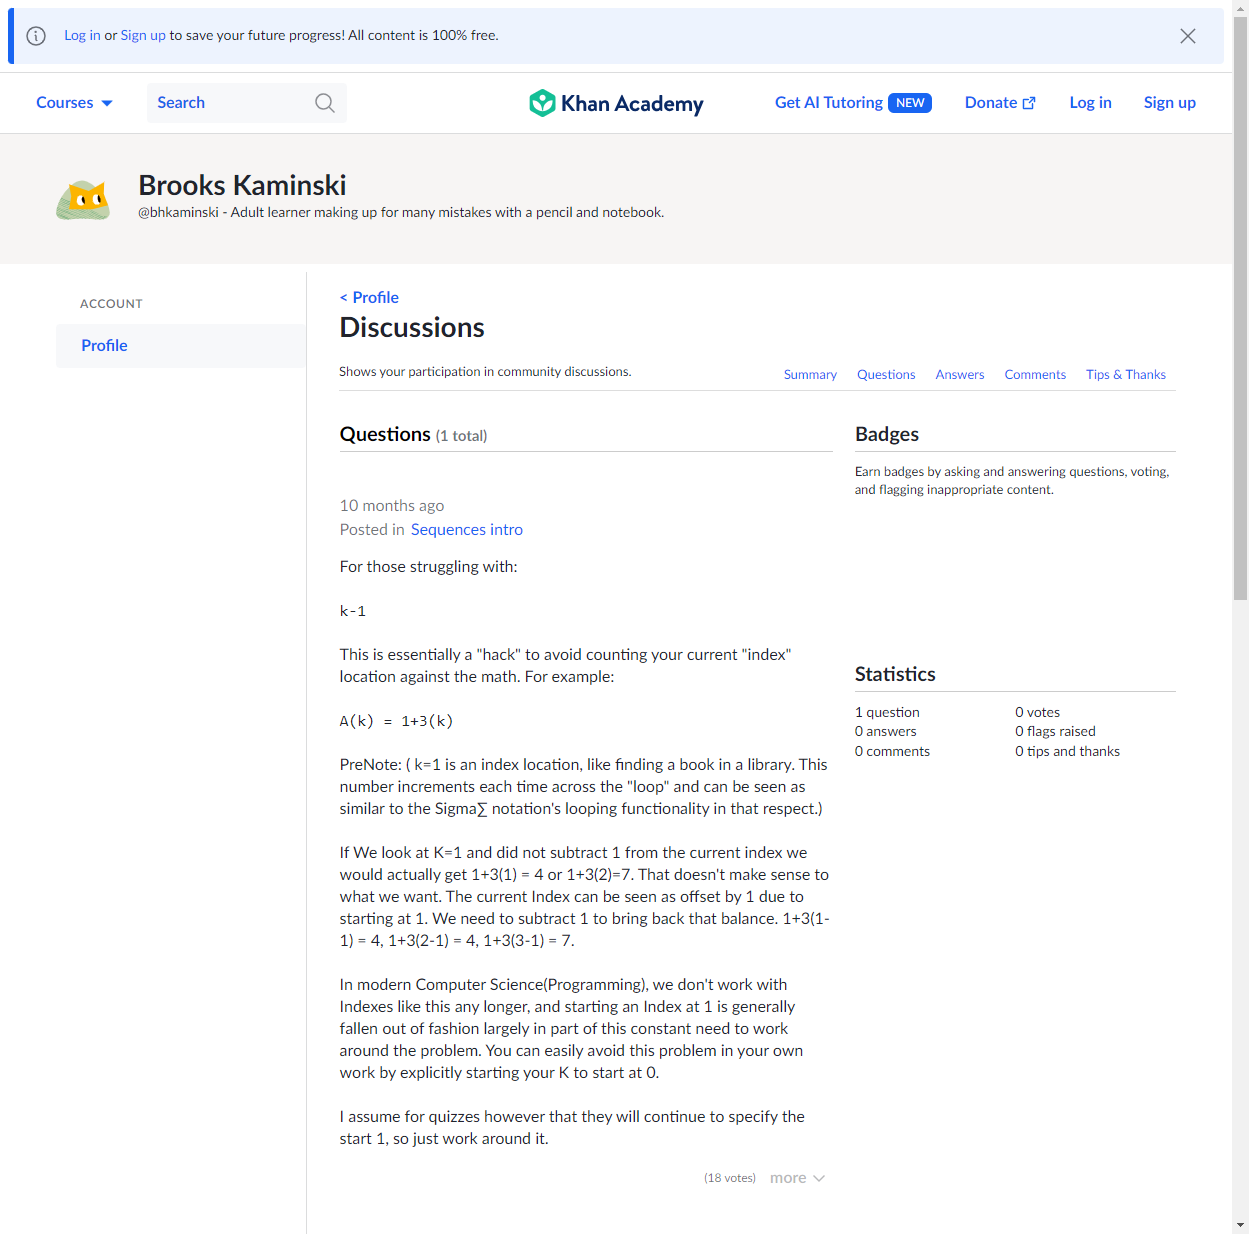 Log in or Sign up to save your future progress! All content is 100% free.
Courses
Search
Khan Academy
Get AI Tutoring NEW
Donate
Log in
Sign up
Brooks Kaminski
@bhkaminski - Adult learner making up for many mistakes with a pencil and notebook.
ACCOUNT
Profile
< Profile
Discussions
Shows your participation in community discussions.
Summary
Questions
Answers
Comments
Tips & Thanks
Questions (1 total)
10 months ago
Posted in Sequences intro
For those struggling with:
k-1
This is essentially a "hack" to avoid counting your current "index"
location against the math. For example:
A(k) = 1+3(k)
PreNote: ( k=1 is an index location, like finding a book in a library. This
number increments each time across the "loop" and can be seen as
similar to the Sigma∑ notation's looping functionality in that respect.)
If We look at K=1 and did not subtract 1 from the current index we
would actually get 1+3(1) = 4 or 1+3(2)=7. That doesn't make sense to
what we want. The current Index can be seen as offset by 1 due to
starting at 1. We need to subtract 1 to bring back that balance. 1+3(1-
1) = 4, 1+3(2-1) = 4, 1+3(3-1) = 7.
In modern Computer Science(Programming), we don't work with
Indexes like this any longer, and starting an Index at 1 is generally
fallen out of fashion largely in part of this constant need to work
around the problem. You can easily avoid this problem in your own
work by explicitly starting your K to start at 0.
I assume for quizzes however that they will continue to specify the
start 1, so just work around it.
(18 votes)
more
Badges
Earn badges by asking and answering questions, voting,
and flagging inappropriate content.
Statistics
1 question
0 votes
0 answers
0 flags raised
0 comments
0 tips and thanks